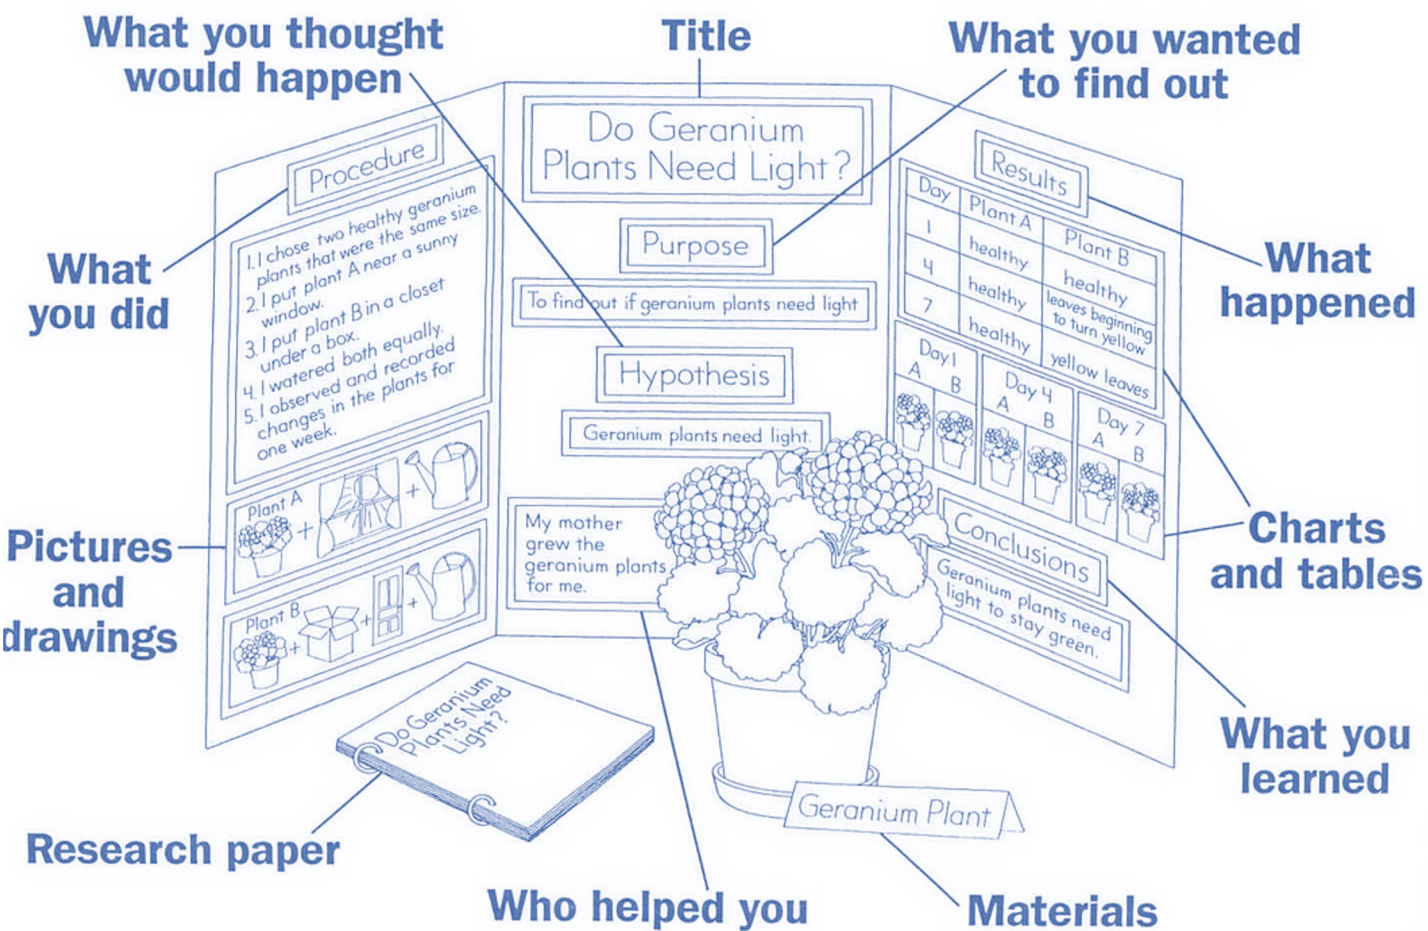 What you thought
would happen
Title
What you wanted
to find out
Do Geranium
Plants Need Light?
Procedure
1. I chose two healthy geranium
plants that were the same size.
2. I put plant A near a sunny
window.
3. I put plant B in a closet
under a box.
4. I watered both equally.
5. I observed and recorded
changes in the plants for
one week.
What
you did
Plant A
+
+
Plant B
+
+
+
Pictures
and
drawings
Purpose
To find out if geranium plants need light
Hypothesis
Geranium plants need light.
My mother
grew the
geranium plants
for me.
Results
Day Plant A Plant B
1 healthy healthy
4 healthy leaves beginning
to turn yellow
7 healthy yellow leaves
Day 1
A B
Day 4
A B
Day 7
A B
What
happened
Charts
and tables
Conclusions
Geranium plants need
light to stay green.
What you
learned
Do Geranium
Plants Need
Light?
Research paper
Geranium Plant
Who helped you
Materials